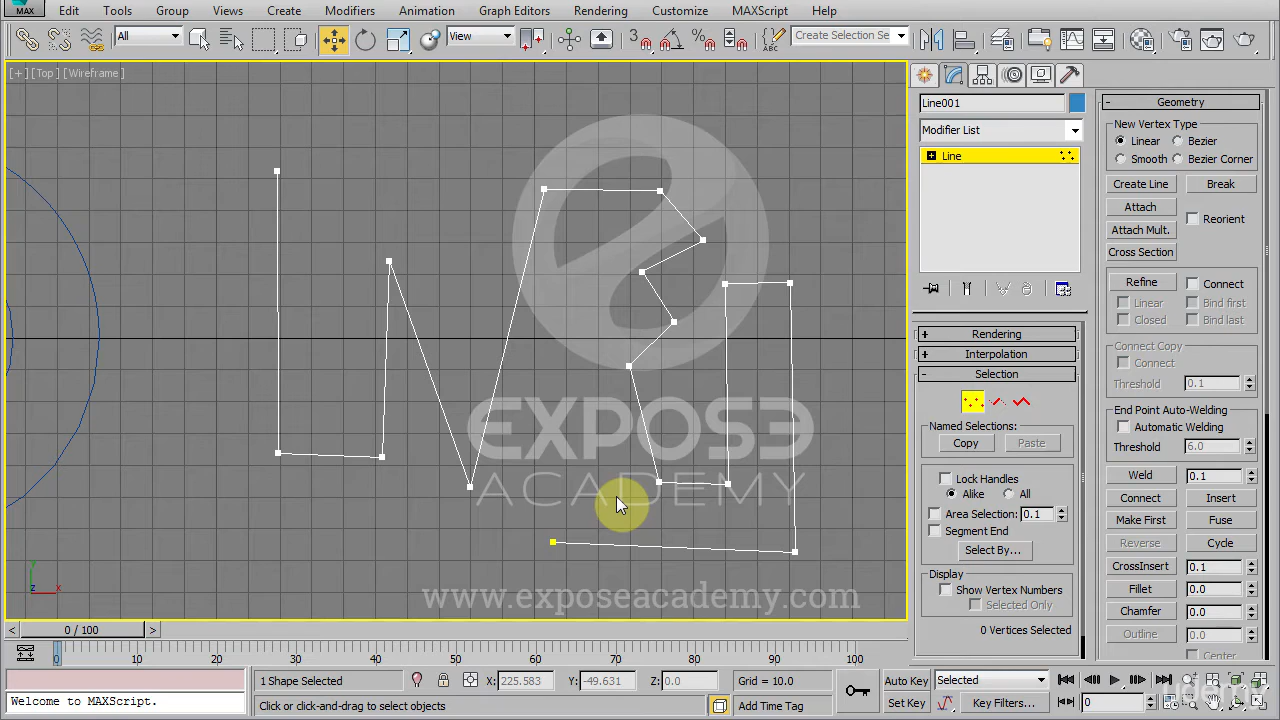 MAX
Edit Tools Group Views Create Modifiers Animation Graph Editors Rendering Customize MAXScript Help
All View 3 Create Selection Se
[+] [Top] [Wireframe]
Line001
Modifier List
Line
Rendering
Interpolation
Selection
Named Selections:
Copy Paste
Lock Handles
Alike All
Area Selection: 0.1
Segment End
Select By...
Display
Show Vertex Numbers
Selected Only
0 Vertices Selected
Geometry
New Vertex Type
Linear Bezier
Smooth Bezier Corner
Create Line Break
Attach Reorient
Attach Mult.
Cross Section
Refine Connect
Linear Bind first
Closed Bind last
Connect Copy
Connect
Threshold 0.1
End Point Auto-Welding
Automatic Welding
Threshold 6.0
Weld 0.1
Connect Insert
Make First Fuse
Reverse Cycle
CrossInsert 0.1
Fillet 0.0
Chamfer 0.0
Outline 0.0
Center
EXPOS3
ACADEMY
www.exposeacademy.com
y
z x
< 0 / 100 >
0 10 20 30 40 50 60 70 80 90 100
1 Shape Selected X: 225.583 Y: -49.631 Z: 0.0 Grid = 10.0 Auto Key Selected
Welcome to MAXScript. Click or click-and-drag to select objects Add Time Tag Set Key Key Filters... 0